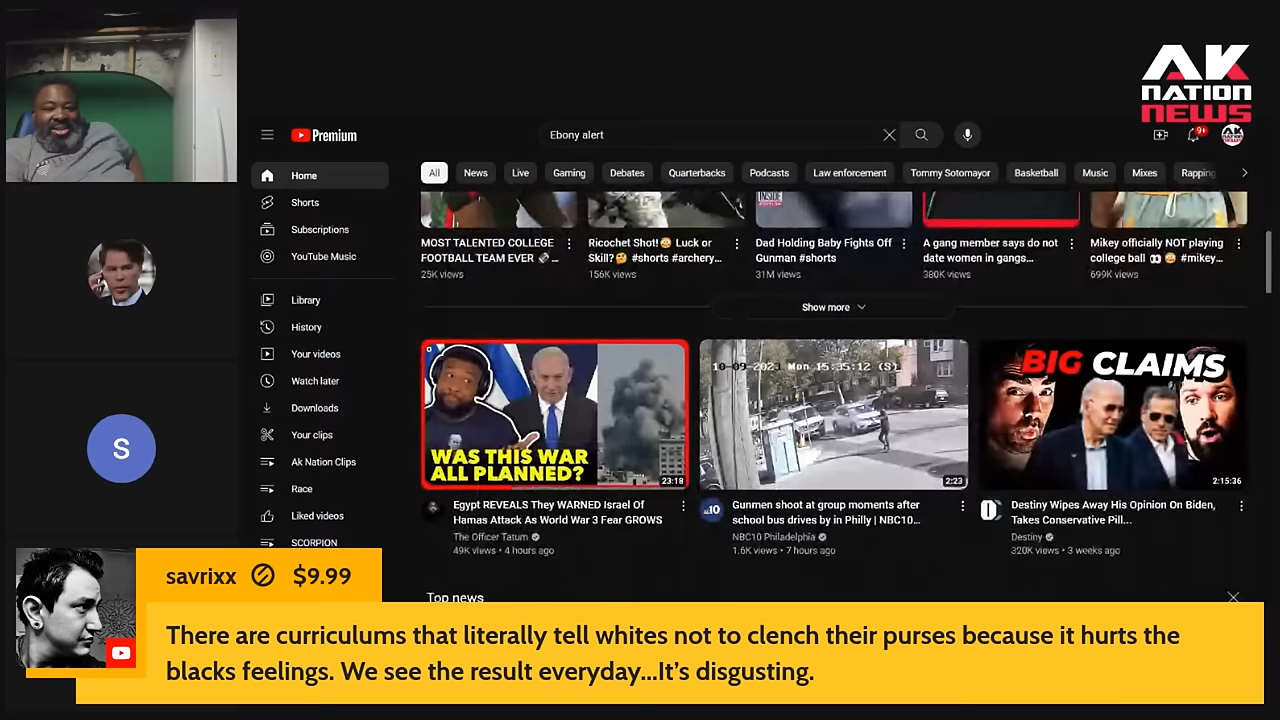 AK
NATION
NEWS
Premium
Ebony alert
9+
AK
NATION
Home
Shorts
Subscriptions
YouTube Music
Library
History
Your videos
Watch later
Downloads
Your clips
Ak Nation Clips
Race
Liked videos
SCORPION
All News Live Gaming Debates Quarterbacks Podcasts Law enforcement Tommy Sotomayor Basketball Music Mixes Rapping
INSIDE
MOST TALENTED COLLEGE
FOOTBALL TEAM EVER ...
25K views
Ricochet Shot!😳 Luck or
Skill?🤔 #shorts #archery...
156K views
Dad Holding Baby Fights Off
Gunman #shorts
31M views
A gang member says do not
date women in gangs...
380K views
Mikey officially NOT playing
college ball 👀 😳 #mikey...
699K views
Show more
WAS THIS WAR
ALL PLANNED?
23:18
Egypt REVEALS They WARNED Israel Of
Hamas Attack As World War 3 Fear GROWS
The Officer Tatum
49K views • 4 hours ago
10-09-2023 Mon 15:35:12 (S)
2:23
10
Gunmen shoot at group moments after
school bus drives by in Philly | NBC10...
NBC10 Philadelphia
1.6K views • 7 hours ago
BIG CLAIMS
2:15:36
Destiny Wipes Away His Opinion On Biden,
Takes Conservative Pill...
Destiny
320K views • 3 weeks ago
Top news
S
savrixx $9.99
There are curriculums that literally tell whites not to clench their purses because it hurts the
blacks feelings. We see the result everyday...It's disgusting.